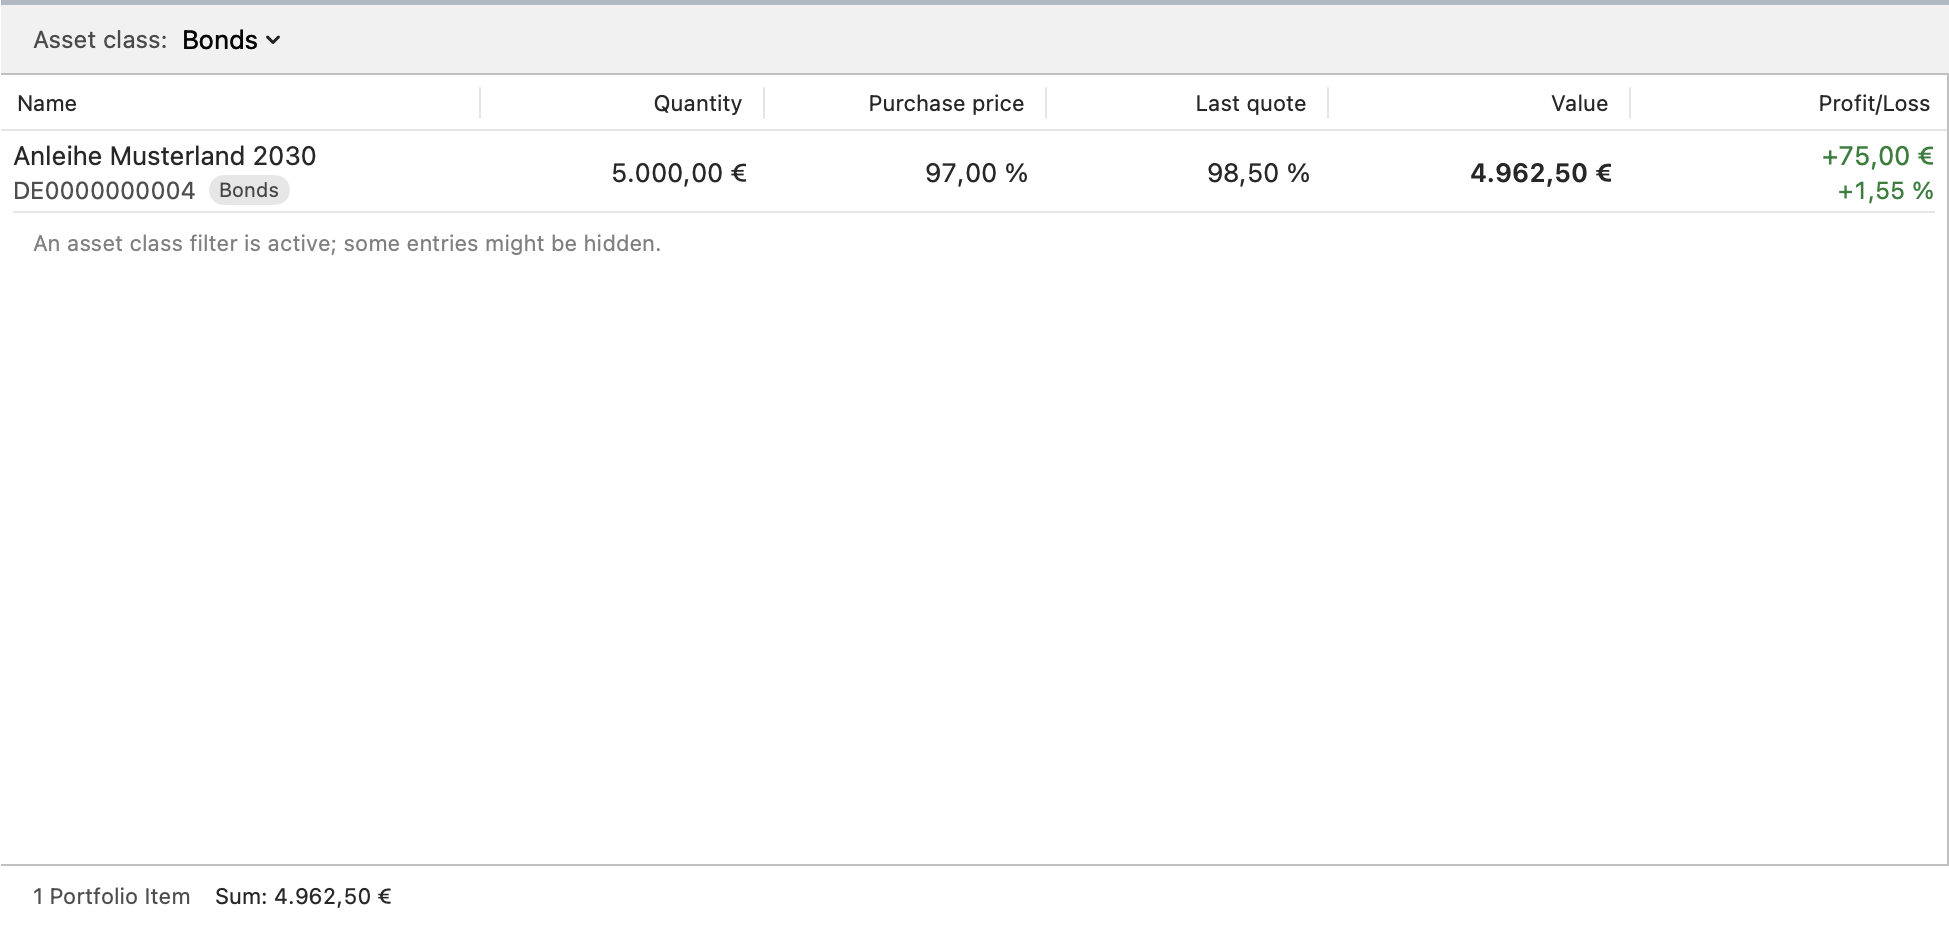 Asset class: Bonds
Name Quantity Purchase price Last quote Value Profit/Loss
Anleihe Musterland 2030 5.000,00 € 97,00 % 98,50 % 4.962,50 € +75,00 €
DE0000000004 Bonds +1,55 %
An asset class filter is active; some entries might be hidden.
1 Portfolio Item Sum: 4.962,50 €